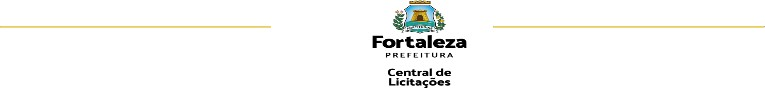 Fortaleza
PREFEITURA
Central de
Licitações